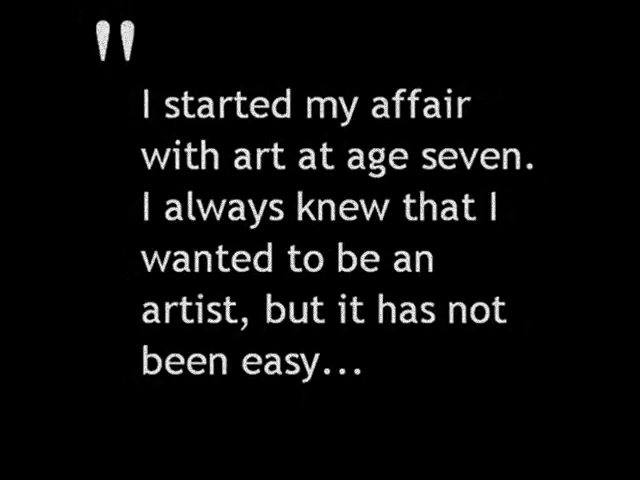 "
I started my affair
with art at age seven.
I always knew that I
wanted to be an
artist, but it has not
been easy...